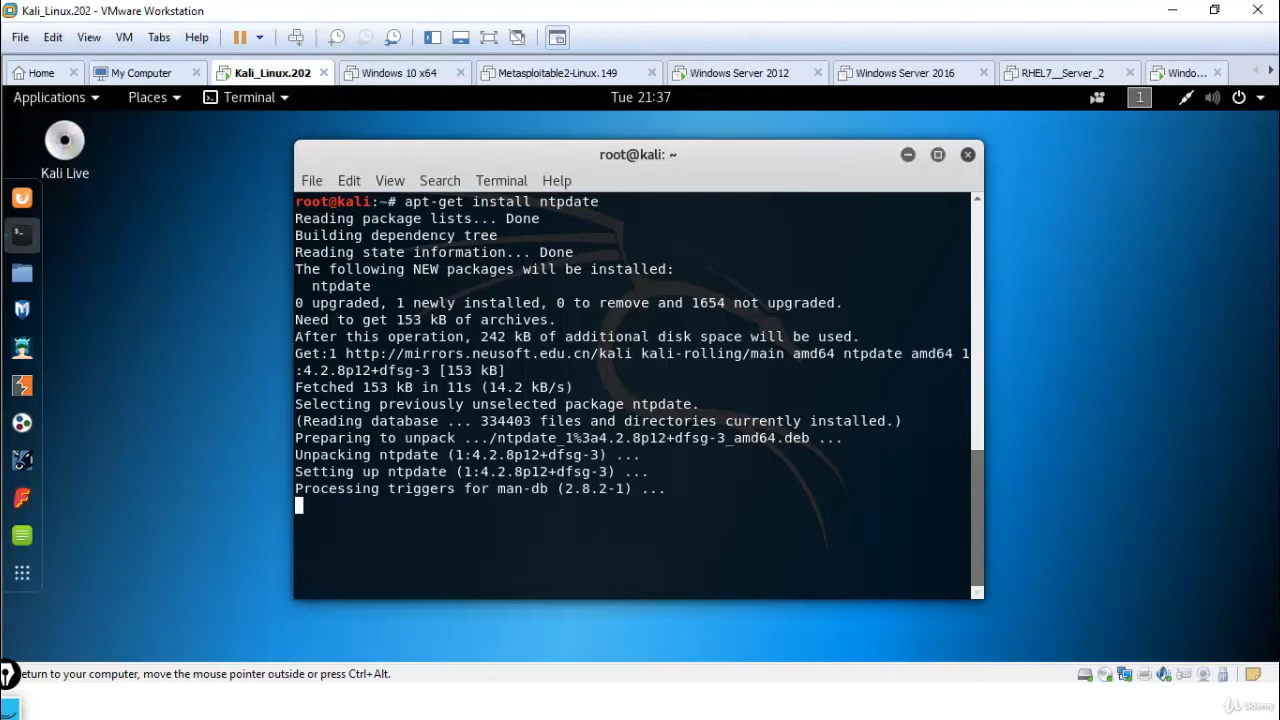 Kali_Linux.202 - VMware Workstation
File Edit View VM Tabs Help
Home My Computer Kali_Linux.202 Windows 10 x64 Metasploitable2-Linux.149 Windows Server 2016 RHEL7__Server_2 Windo...
Applications Places Terminal Tue 21:37 1
Kali Live
root@kali: ~
File Edit View Search Terminal Help
root@kali:~# apt-get install ntpdate
Reading package lists... Done
Building dependency tree
Reading state information... Done
The following NEW packages will be installed:
ntpdate
0 upgraded, 1 newly installed, 0 to remove and 1654 not upgraded.
Need to get 153 kB of archives.
After this operation, 242 kB of additional disk space will be used.
Get:1 http://mirrors.neusoft.edu.cn/kali kali-rolling/main amd64 ntpdate amd64 1
:4.2.8p12+dfsg-3 [153 kB]
Fetched 153 kB in 11s (14.2 kB/s)
Selecting previously unselected package ntpdate.
(Reading database ... 334403 files and directories currently installed.)
Preparing to unpack .../ntpdate_1%3a4.2.8p12+dfsg-3_amd64.deb ...
Unpacking ntpdate (1:4.2.8p12+dfsg-3) ...
Setting up ntpdate (1:4.2.8p12+dfsg-3) ...
Processing triggers for man-db (2.8.2-1) ...
eturn to your computer, move the mouse pointer outside or press Ctrl+Alt.
Udemy